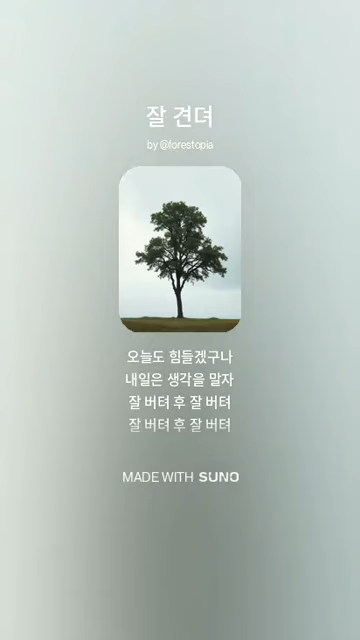 잘 견뎌
by @forestopia
오늘도 힘들겠구나
내일은 생각을 말자
잘 버텨 후 잘 버텨
잘 버텨 후 잘 버텨
MADE WITH SUNO